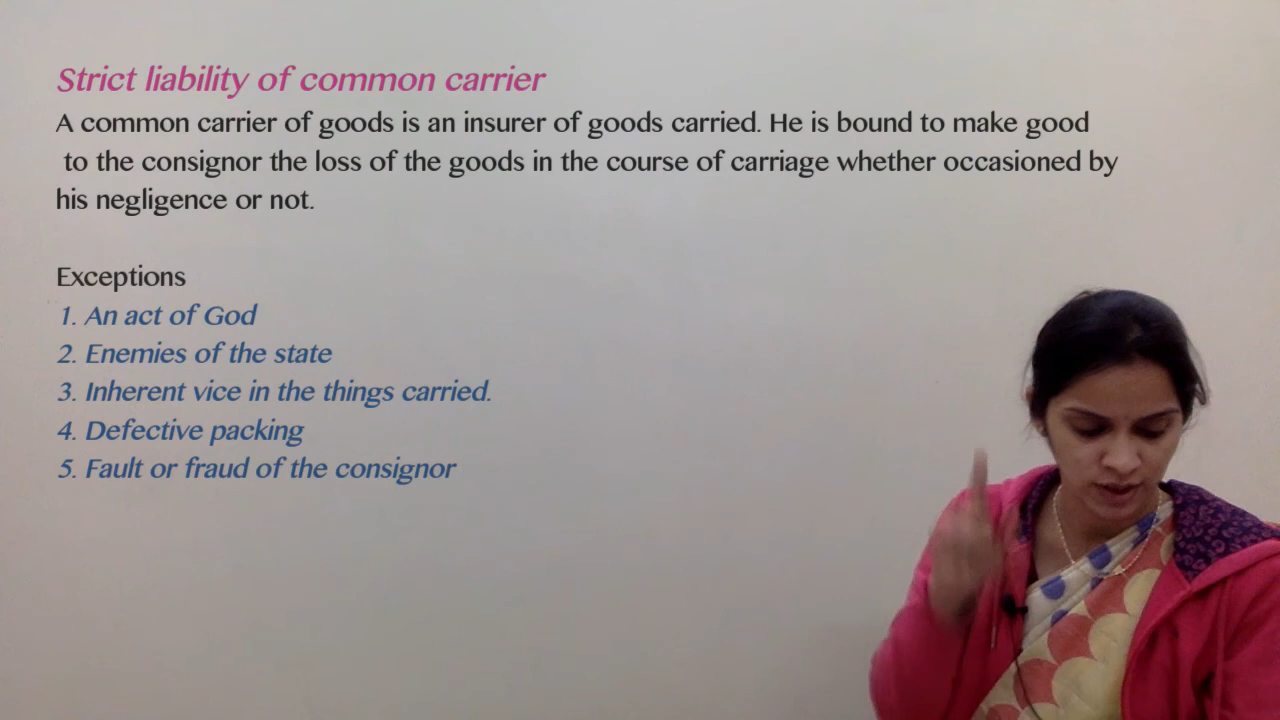 Strict liability of common carrier
A common carrier of goods is an insurer of goods carried. He is bound to make good
to the consignor the loss of the goods in the course of carriage whether occasioned by
his negligence or not.
Exceptions
1. An act of God
2. Enemies of the state
3. Inherent vice in the things carried.
4. Defective packing
5. Fault or fraud of the consignor